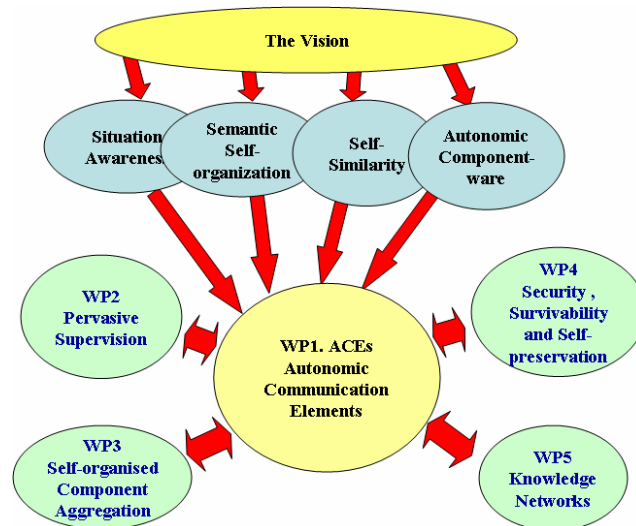 The Vision
Situation
Awarenes
Semantic
Self-
organization
Self-
Similarity
Autonomic
Component-
ware
WP2
Pervasive
Supervision
WP4
Security ,
Survivability
and Self-
preservation
WP1. ACEs
Autonomic
Communication
Elements
WP3
Self-organised
Component
Aggregation
WP5
Knowledge
Networks